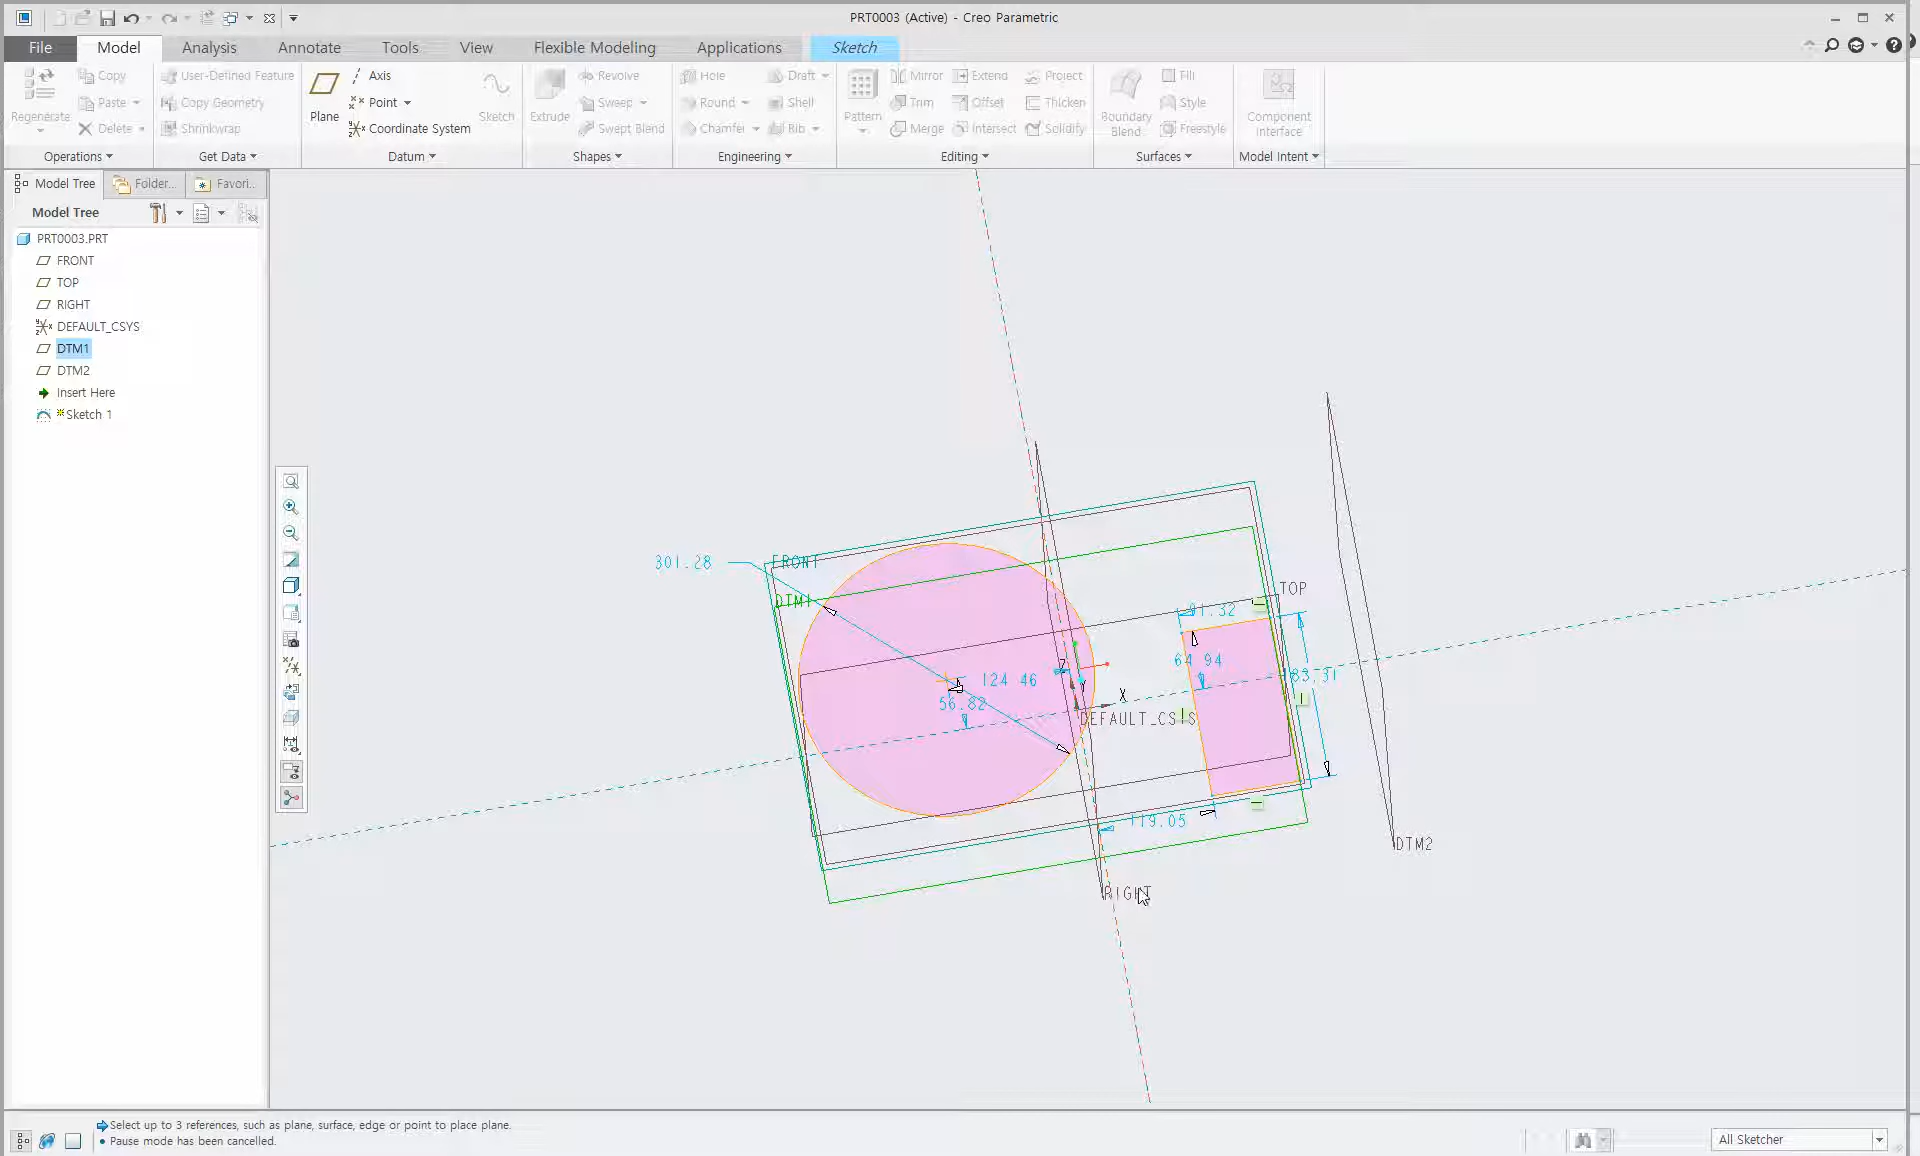 PRT0003 (Active) - Creo Parametric
File Model Analysis Annotate Tools View Flexible Modeling Applications Sketch
Regenerate Copy Paste Delete
User-Defined Feature Copy Geometry Shrinkwrap
Plane Axis Point Coordinate System Sketch
Extrude Revolve Sweep Swept Blend
Hole Round Chamfer Draft Shell Rib
Pattern Mirror Trim Merge Extend Offset Intersect Project Thicken Solidify
Boundary Blend Fill Style Freestyle
Component Interface
Operations Get Data Datum Shapes Engineering Editing Surfaces Model Intent
Model Tree Folder... Favori...
Model Tree
PRT0003.PRT
FRONT
TOP
RIGHT
DEFAULT_CSYS
DTM1
DTM2
Insert Here
Sketch 1
301.28
FRONT
DTM1
TOP
64.94
124.46
56.82
X
119.05
DTM2
RIGHT
Select up to 3 references, such as plane, surface, edge or point to place plane.
Pause mode has been cancelled.
All Sketcher